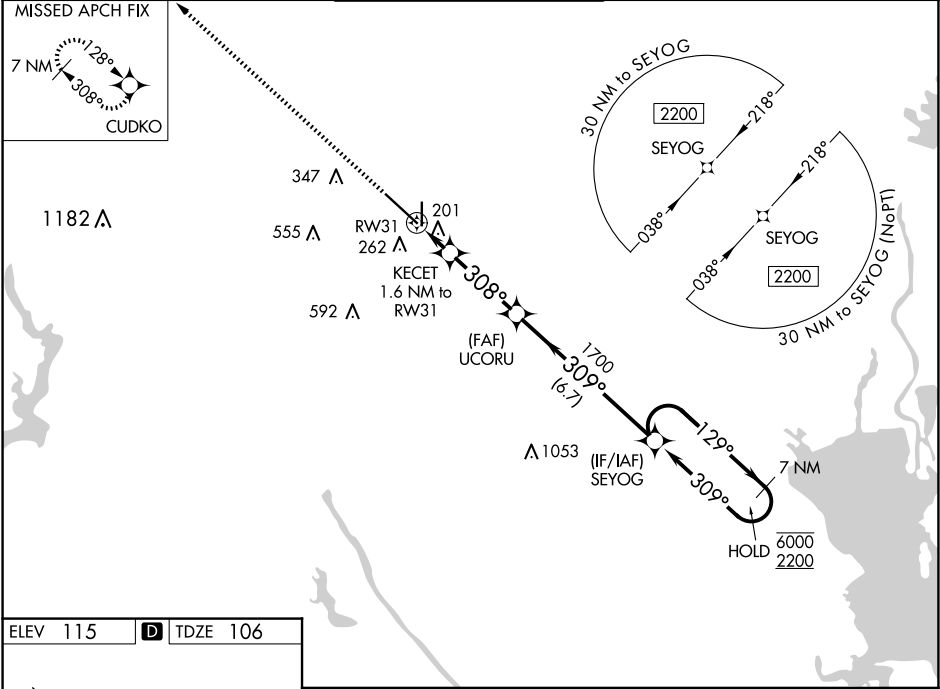 MISSED APCH FIX
7 NM
128°
308°
CUDKO
30 NM to SEYOG
2200
218°
SEYOG
038°
218°
SEYOG
038°
2200
30 NM to SEYOG (NoPT)
347
1182
555
RW31
201
262
KECET
1.6 NM to
RW31
308°
592
(FAF)
UCORU
1700
309°
(6.7)
1053
(IF/IAF)
SEYOG
129°
309°
7 NM
HOLD
6000
2200
ELEV 115 D TDZE 106